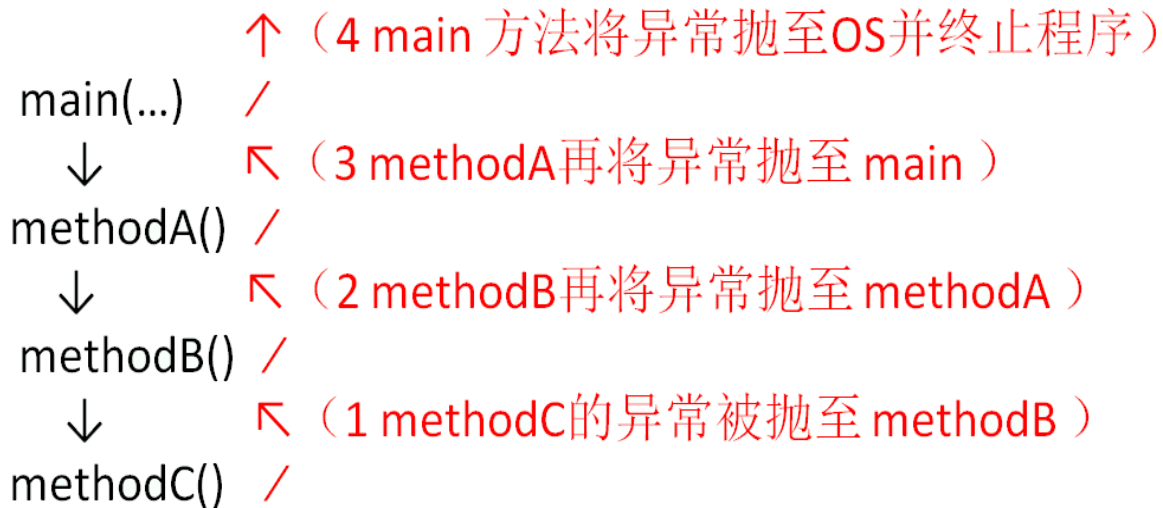 ↑（4 main 方法将异常抛至OS并终止程序）
main(...) /
↓ ↖（3 methodA再将异常抛至 main ）
methodA() /
↓ ↖（2 methodB再将异常抛至 methodA ）
methodB() /
↓ ↖（1 methodC的异常被抛至 methodB ）
methodC() /